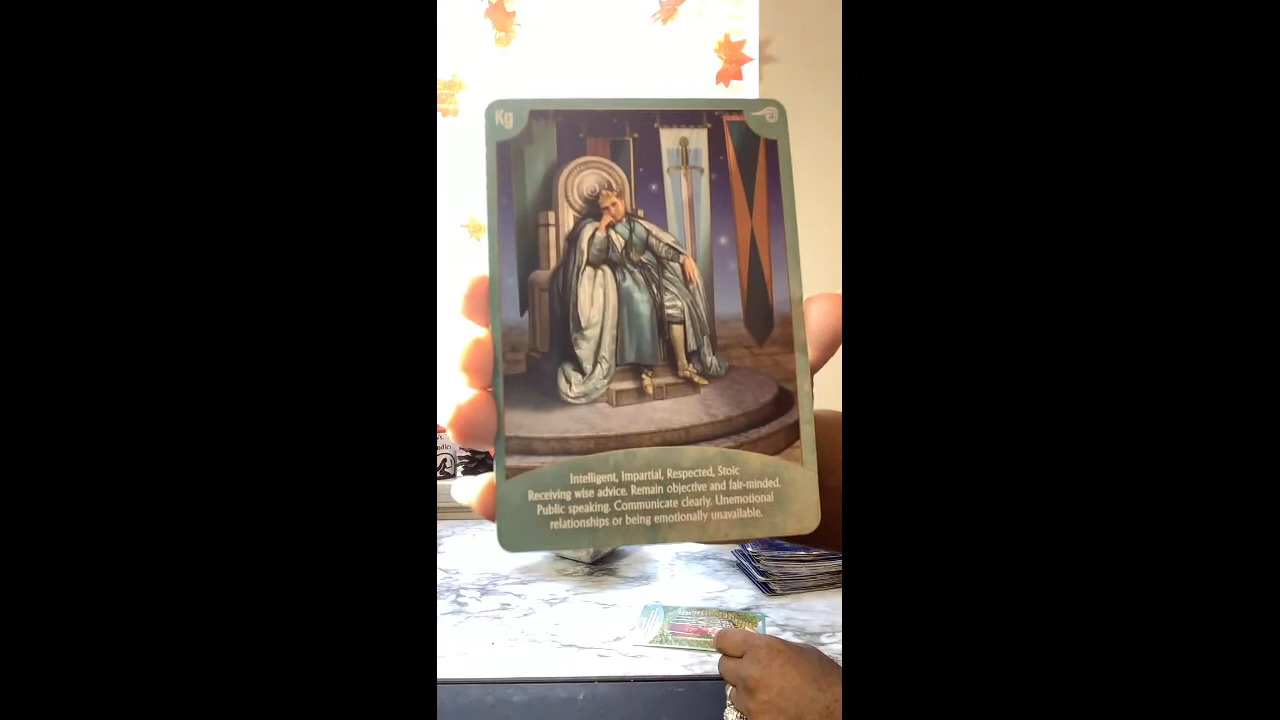 Kg
Intelligent, Impartial, Respected, Stoic
Receiving wise advice. Remain objective and fair-minded.
Public speaking. Communicate clearly. Unemotional
relationships or being emotionally unavailable.